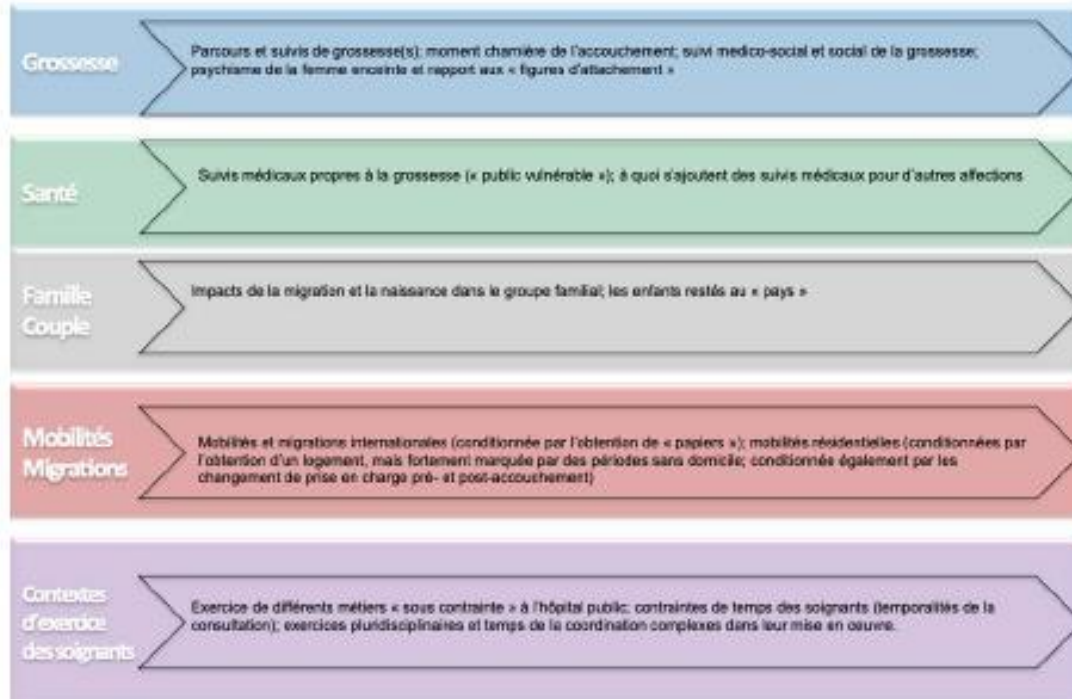 Grossesse
Parcours et suivis de grossesse(s); moment charnière de l'accouchement; suivi medico-social et social de la grossesse;
psychisme de la femme enceinte et rapport aux « figures d'attachement »
Santé
Suivis médicaux propres à la grossesse (« public vulnérable »); à quoi s'ajoutent des suivis médicaux pour d'autres affections
Famille
Couple
Impacts de la migration et la naissance dans le groupe familial; les enfants restés au « pays »
Mobilités
Migrations
Mobilités et migrations internationales (conditionnée par l'obtention de « papiers »); mobilités résidentielles (conditionnées par
l'obtention d'un logement, mais fortement marquée par des périodes sans domicile; conditionnée également par les
changement de prise en charge pré- et post-accouchement)
Contextes
d'exercice
des soignants
Exercice de différents métiers « sous contrainte » à l'hôpital public; contraintes de temps des soignants (temporalités de la
consultation); exercices pluridisciplinaires et temps de la coordination complexes dans leur mise en œuvre.